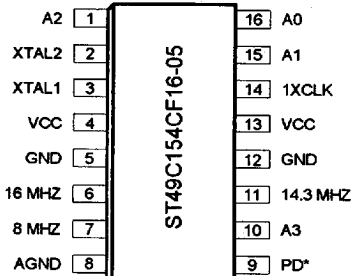 A2 1 16 A0
XTAL2 2 15 A1
XTAL1 3 14 1XCLK
VCC 4 13 VCC
GND 5 12 GND
16 MHZ 6 11 14.3 MHZ
8 MHZ 7 10 A3
AGND 8 9 PD*
ST49C154CF16-05